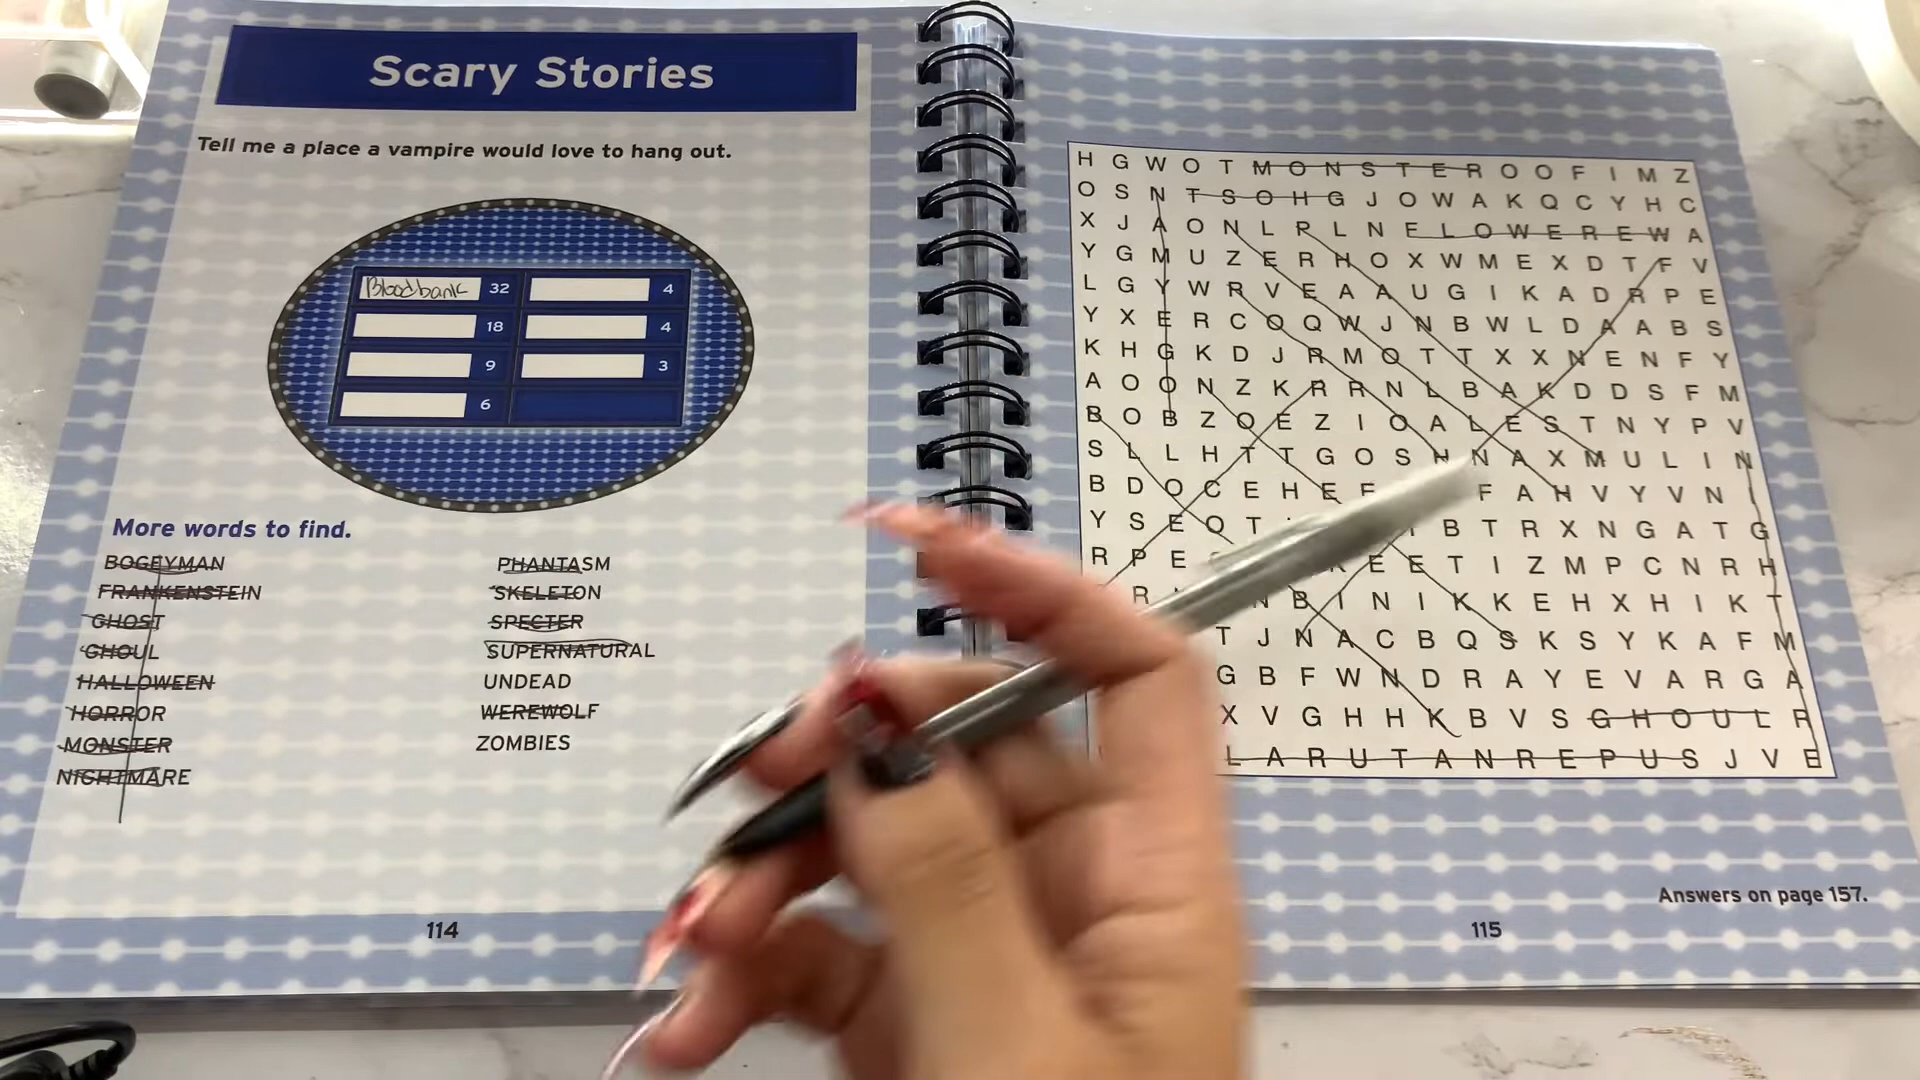 Scary Stories
Tell me a place a vampire would love to hang out.
Bloodbank 32 4
18 4
9 3
6
More words to find.
BOGEYMAN PHANTASM
FRANKENSTEIN SKELETON
GHOST SPECTER
GHOUL SUPERNATURAL
HALLOWEEN UNDEAD
HORROR WEREWOLF
MONSTER ZOMBIES
NIGHTMARE
114
H G W O T M O N S T E R O O F I M Z
O S N T S O H G J O W A K Q C Y H C
X J A O N L P L N F L O W E R E W A
Y G M U Z E R H O X W M E X D T F V
L G Y W R V E A A U G I K A D R P E
Y X E R C O Q W J N B W L D A A B S
K H G K D J R M O T T X X N E N F Y
A O O N Z K R R N L B A K D D S F M
B O B Z O E Z I O A L E S T N Y P V
S L L H T T G O S H N A X M U L I N
B D O C E H E F F A H V Y V N
Y S E O T B T R X N G A T G
R P E E E T I Z M P C N R H
R N B I N I K K E H X H I K T
T J N A C B Q S K S Y K A F M
G B F W N D R A Y E V A R G A
X V G H H K B V S G H O U L R
L A R U T A N R E P U S J V E
Answers on page 157.
115